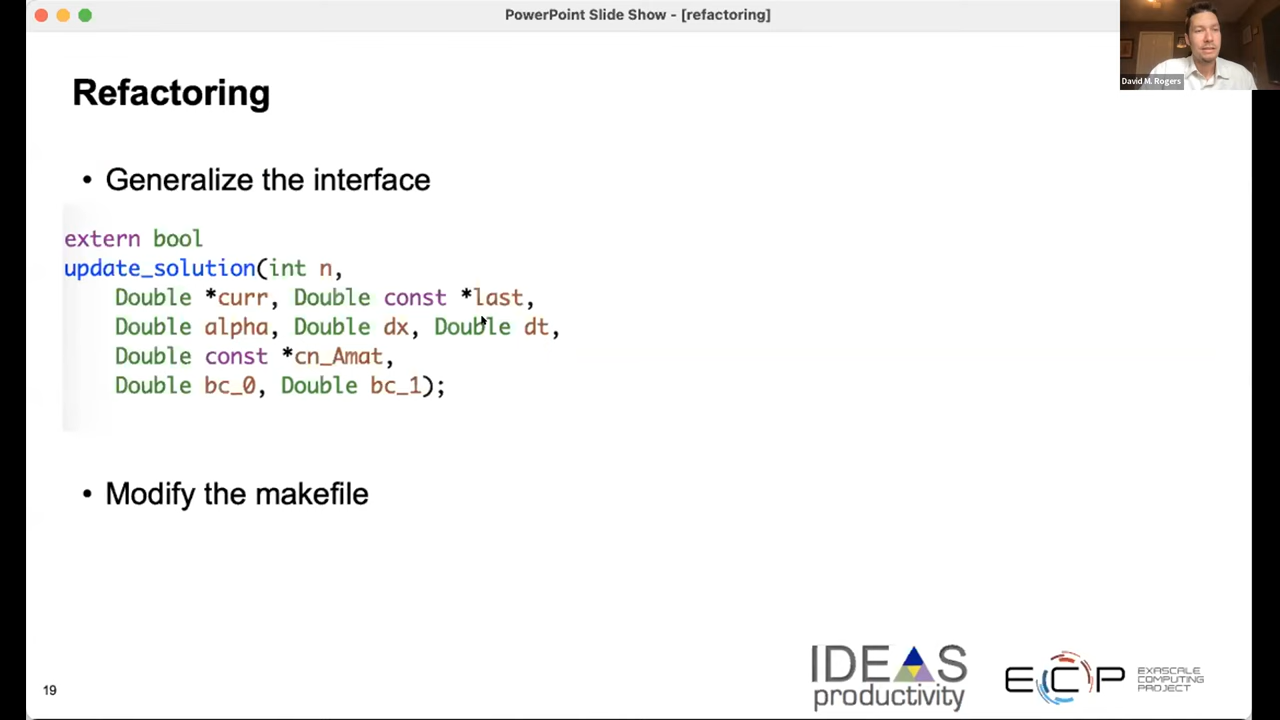 PowerPoint Slide Show - [refactoring]
David M. Rogers
Refactoring
• Generalize the interface
extern bool
update_solution(int n,
    Double *curr, Double const *last,
    Double alpha, Double dx, Double dt,
    Double const *cn_Amat,
    Double bc_0, Double bc_1);
• Modify the makefile
19
IDEAS
productivity
ECP
EXASCALE
COMPUTING
PROJECT